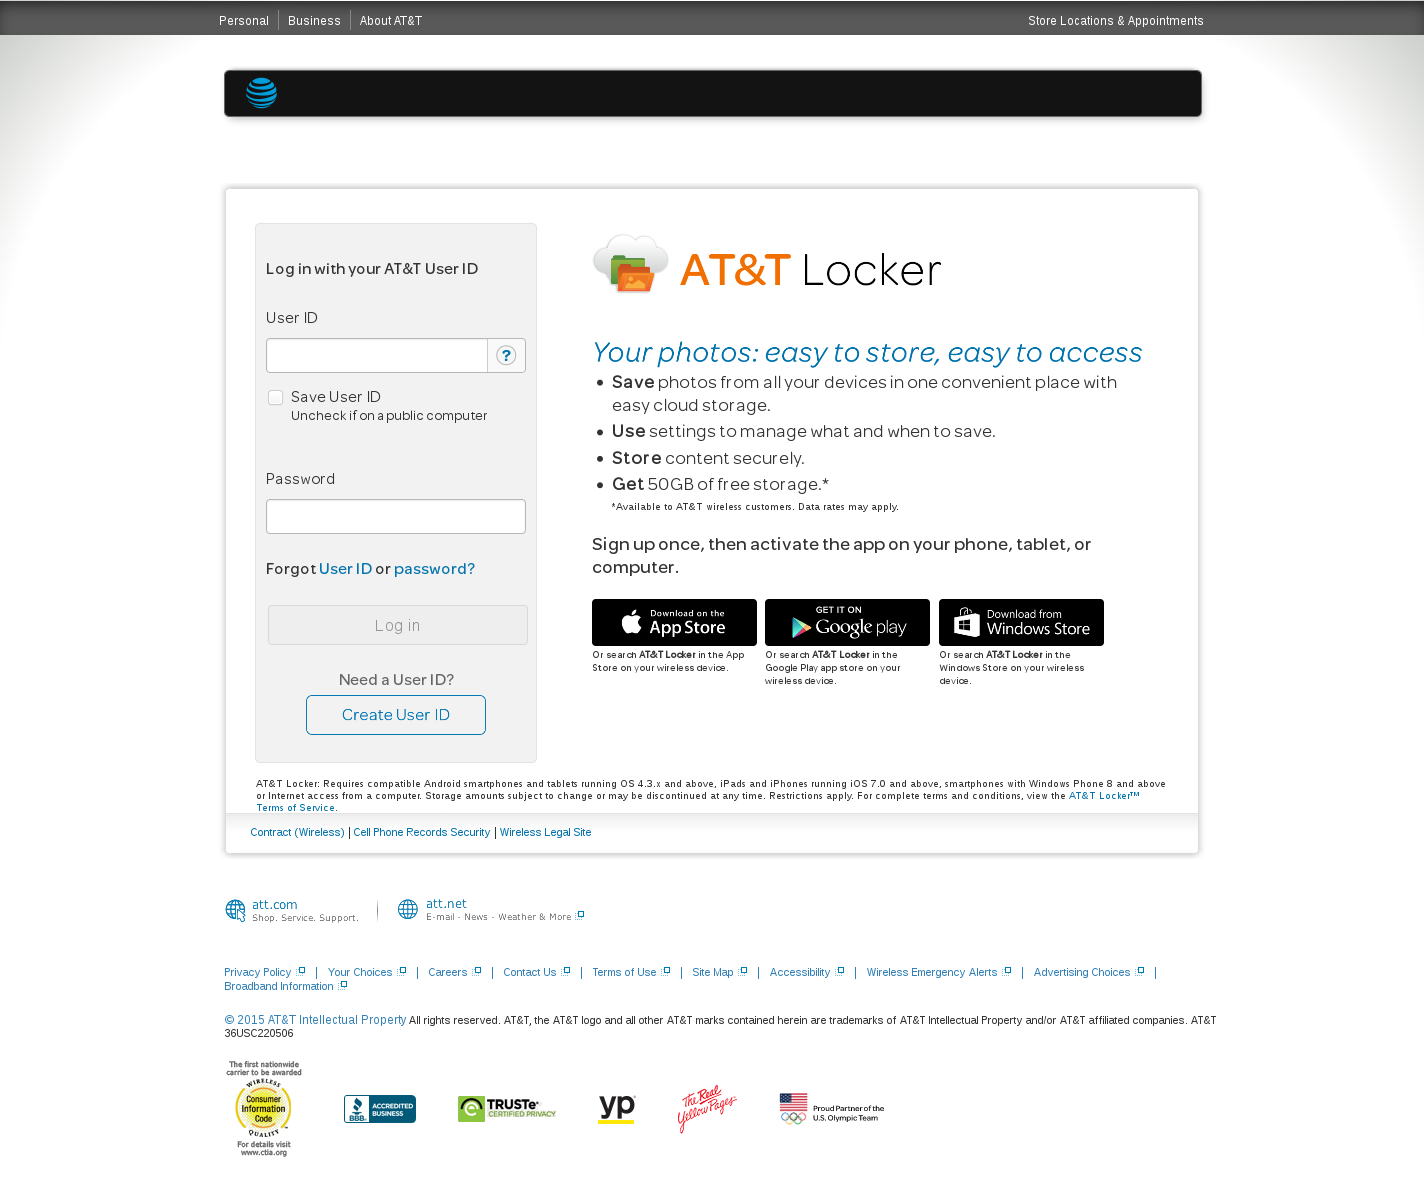 Personal
Business
About AT&T
Store Locations & Appointments
Log in with your AT&T User ID
User ID
?
Save User ID
Uncheck if on a public computer
Password
Forgot User ID or password?
Log in
Need a User ID?
Create User ID
AT&T Locker
Your photos: easy to store, easy to access
• Save photos from all your devices in one convenient place with
easy cloud storage.
• Use settings to manage what and when to save.
• Store content securely.
• Get 50GB of free storage.*
*Available to AT&T wireless customers. Data rates may apply.
Sign up once, then activate the app on your phone, tablet, or
computer.
Download on the
App Store
Or search AT&T Locker in the App
Store on your wireless device.
GET IT ON
Google play
Or search AT&T Locker in the
Google Play app store on your
wireless device.
Download from
Windows Store
Or search AT&T Locker in the
Windows Store on your wireless
device.
AT&T Locker: Requires compatible Android smartphones and tablets running OS 4.3.x and above, iPads and iPhones running iOS 7.0 and above, smartphones with Windows Phone 8 and above
or Internet access from a computer. Storage amounts subject to change or may be discontinued at any time. Restrictions apply. For complete terms and conditions, view the AT&T Locker™
Terms of Service.
Contract (Wireless) | Cell Phone Records Security | Wireless Legal Site
att.com
Shop. Service. Support.
att.net
E-mail - News - Weather & More
Privacy Policy | Your Choices | Careers | Contact Us | Terms of Use | Site Map | Accessibility | Wireless Emergency Alerts | Advertising Choices |
Broadband Information
© 2015 AT&T Intellectual Property All rights reserved. AT&T, the AT&T logo and all other AT&T marks contained herein are trademarks of AT&T Intellectual Property and/or AT&T affiliated companies. AT&T
36USC220506
The first nationwide
carrier to be awarded
WIRELESS
Consumer
Information
Code
QUALITY
For details visit
www.ctia.org
BBB.
ACCREDITED
BUSINESS
TRUSTe
CERTIFIED PRIVACY
yp
The Real
Yellow Pages
Proud Partner of the
U.S. Olympic Team